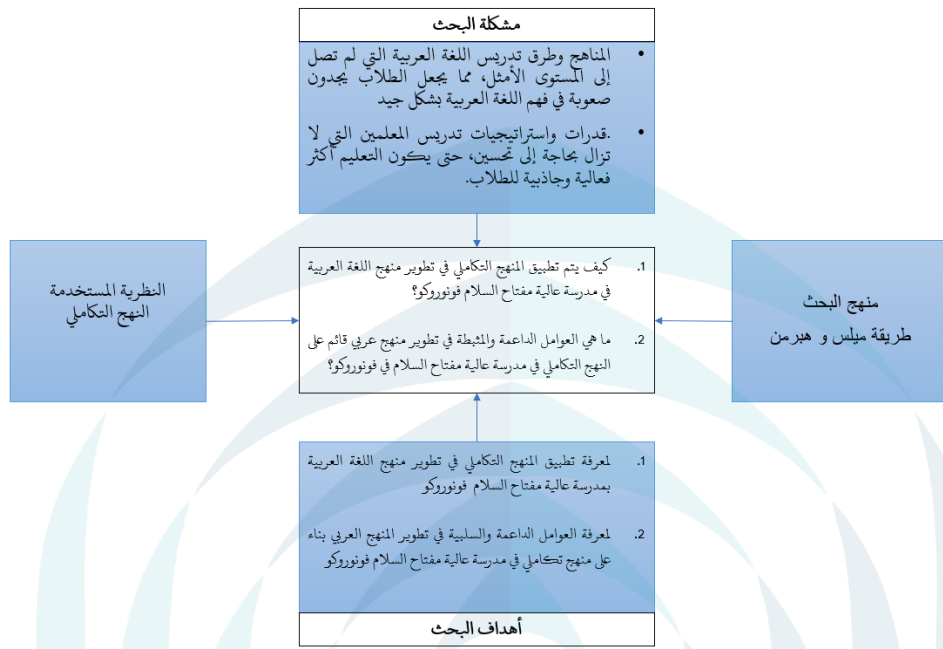 مشكلة البحث
• المناهج وطرق تدريس اللغة العربية التي لم تصل
إلى المستوى الأمثل، مما يجعل الطلاب يجدون
صعوبة في فهم اللغة العربية بشكل جيد
• .قدرات واستراتيجيات تدريس المعلمين التي لا
تزال بحاجة إلى تحسين، حتى يكون التعليم أكثر
فعالية وجاذبية للطلاب.
منهج البحث
طريقة ميلس و هبرمن
1. كيف يتم تطبيق المنهج التكاملي في تطوير منهج اللغة العربية
في مدرسة عالية مفتاح السلام فونوروكو؟
2. ما هي العوامل الداعمة والمثبطة في تطوير منهج عربي قائم على
النهج التكاملي في مدرسة عالية مفتاح السلام في فونوروكو؟
النظرية المستخدمة
النهج التكاملي
1. لمعرفة تطبيق المنهج التكاملي في تطوير منهج اللغة العربية
بمدرسة عالية مفتاح السلام فونوروكو
2. لمعرفة العوامل الداعمة والسلبية في تطوير المنهج العربي بناء
على منهج تكاملي في مدرسة عالية مفتاح السلام فونوروكو
أهداف البحث